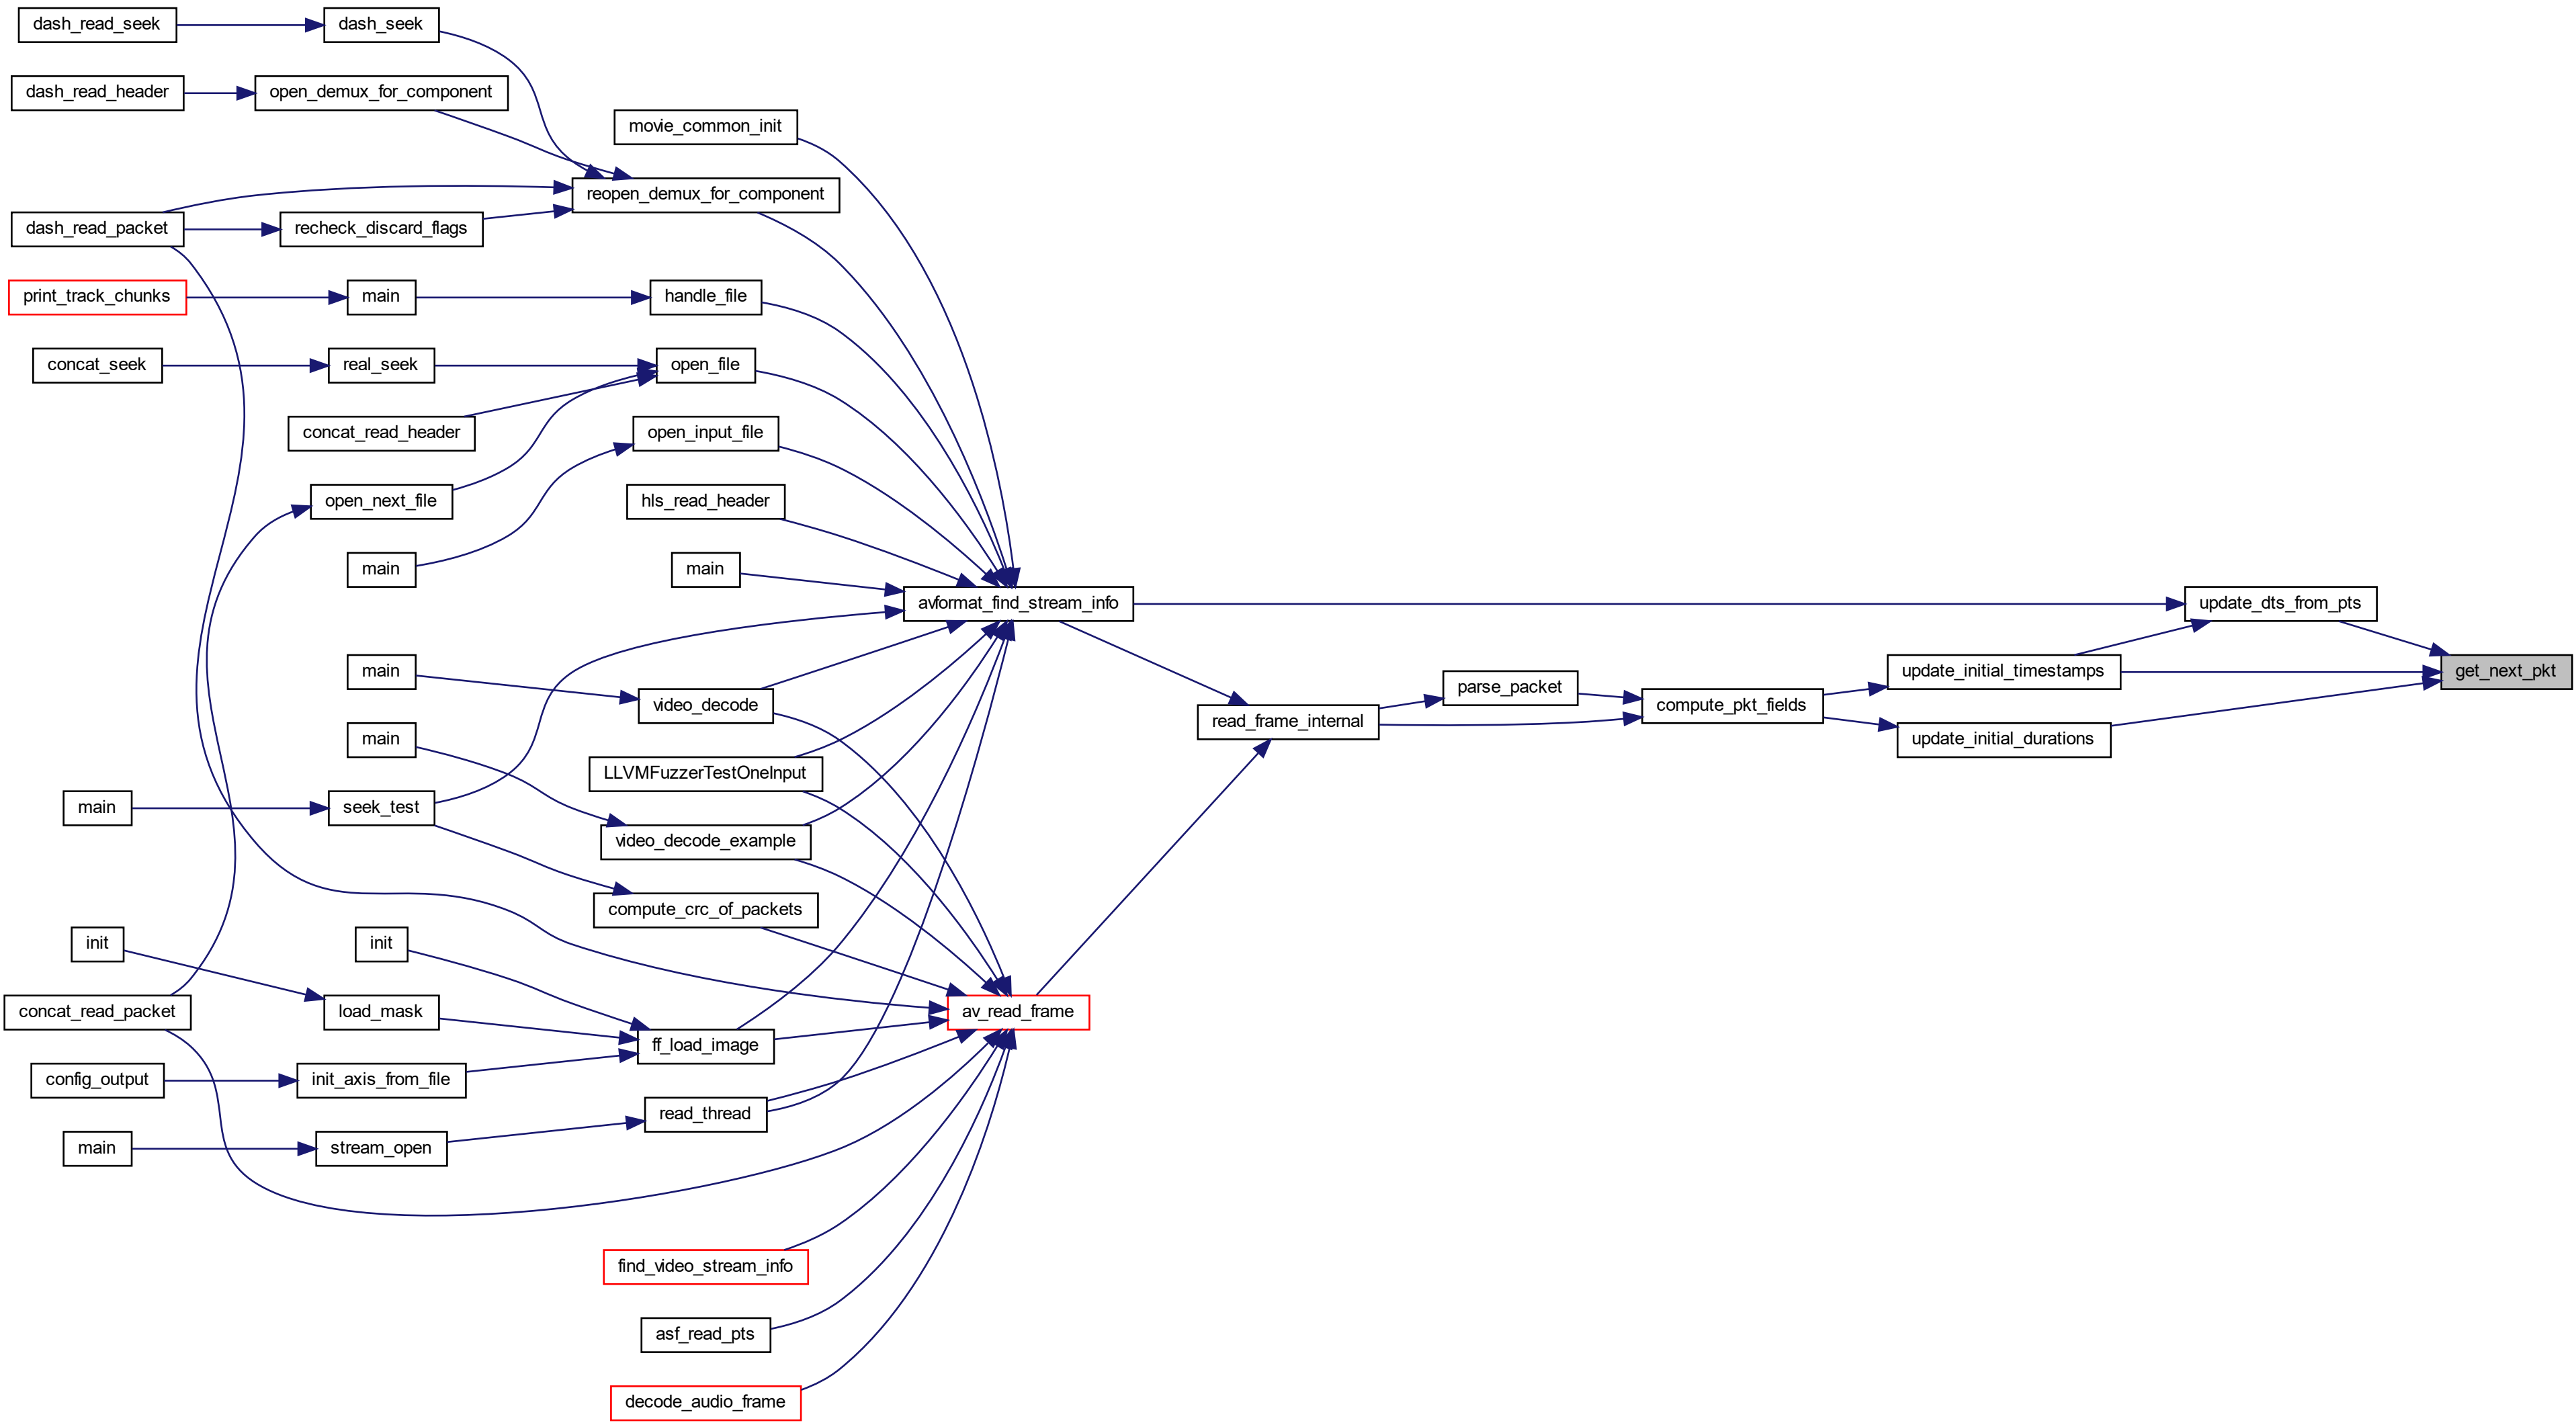 dash_read_seek
dash_seek
dash_read_header
open_demux_for_component
movie_common_init
reopen_demux_for_component
dash_read_packet
recheck_discard_flags
print_track_chunks
main
handle_file
concat_seek
real_seek
open_file
concat_read_header
open_input_file
open_next_file
hls_read_header
main
main
avformat_find_stream_info
update_dts_from_pts
main
update_initial_timestamps
get_next_pkt
parse_packet
video_decode
compute_pkt_fields
read_frame_internal
main
update_initial_durations
LLVMFuzzerTestOneInput
main
seek_test
video_decode_example
compute_crc_of_packets
init
init
concat_read_packet
load_mask
av_read_frame
ff_load_image
config_output
init_axis_from_file
read_thread
main
stream_open
find_video_stream_info
asf_read_pts
decode_audio_frame